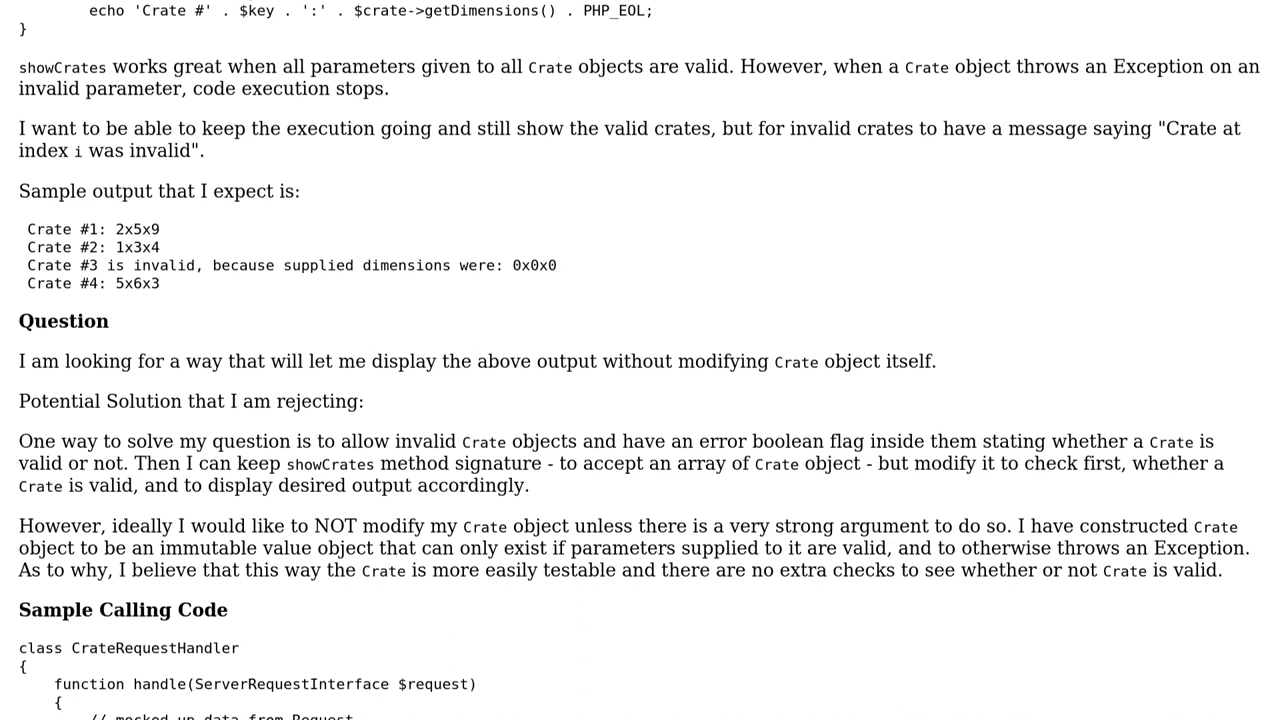 echo 'Crate #' . $key . ':' . $crate->getDimensions() . PHP_EOL;
}
showCrates works great when all parameters given to all Crate objects are valid. However, when a Crate object throws an Exception on an
invalid parameter, code execution stops.
I want to be able to keep the execution going and still show the valid crates, but for invalid crates to have a message saying "Crate at
index i was invalid".
Sample output that I expect is:
Crate #1: 2x5x9
Crate #2: 1x3x4
Crate #3 is invalid, because supplied dimensions were: 0x0x0
Crate #4: 5x6x3
Question
I am looking for a way that will let me display the above output without modifying Crate object itself.
Potential Solution that I am rejecting:
One way to solve my question is to allow invalid Crate objects and have an error boolean flag inside them stating whether a Crate is
valid or not. Then I can keep showCrates method signature - to accept an array of Crate object - but modify it to check first, whether a
Crate is valid, and to display desired output accordingly.
However, ideally I would like to NOT modify my Crate object unless there is a very strong argument to do so. I have constructed Crate
object to be an immutable value object that can only exist if parameters supplied to it are valid, and to otherwise throws an Exception.
As to why, I believe that this way the Crate is more easily testable and there are no extra checks to see whether or not Crate is valid.
Sample Calling Code
class CrateRequestHandler
{
function handle(ServerRequestInterface $request)
{
// mocked up data from Request